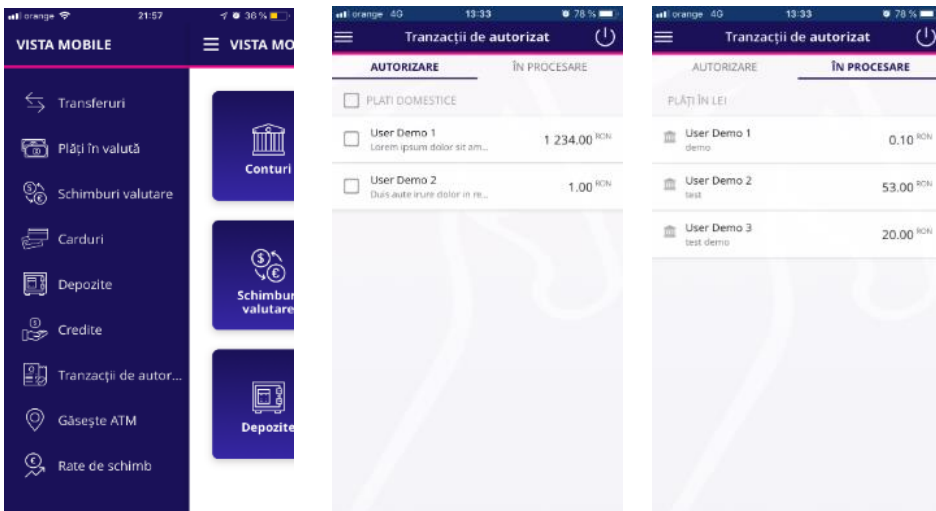 orange
21:57
36 %
VISTA MOBILE
VISTA MO
Transferuri
Plăți în valută
Schimburi valutare
Carduri
Depozite
Credite
Tranzacții de autor...
Găsește ATM
Rate de schimb
Conturi
Schimbur
valutare
Depozite
orange 4G
13:33
78 %
Tranzacții de autorizat
AUTORIZARE
ÎN PROCESARE
PLATI DOMESTICE
User Demo 1
1 234.00 RON
Lorem ipsum dolor sit am...
User Demo 2
1.00 RON
Duis aute irure dolor in re...
orange 4G
13:33
78 %
Tranzacții de autorizat
AUTORIZARE
ÎN PROCESARE
PLĂȚI ÎN LEI
User Demo 1
0.10 RON
demo
User Demo 2
53.00 RON
test
User Demo 3
20.00 RON
test demo